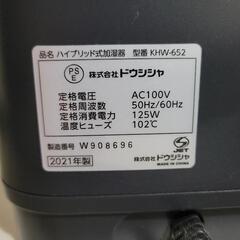 品名 ハイブリッド式加湿器 型番 KHW-652
PS
E
株式会社ドウシシャ
定格電圧 AC100V
定格周波数 50Hz/60Hz
定格消費電力 125W
温度ヒューズ 102℃
製造番号 W908696
2021年製
S
JET
株式会社ドウシシャ
MADE IN CHINA